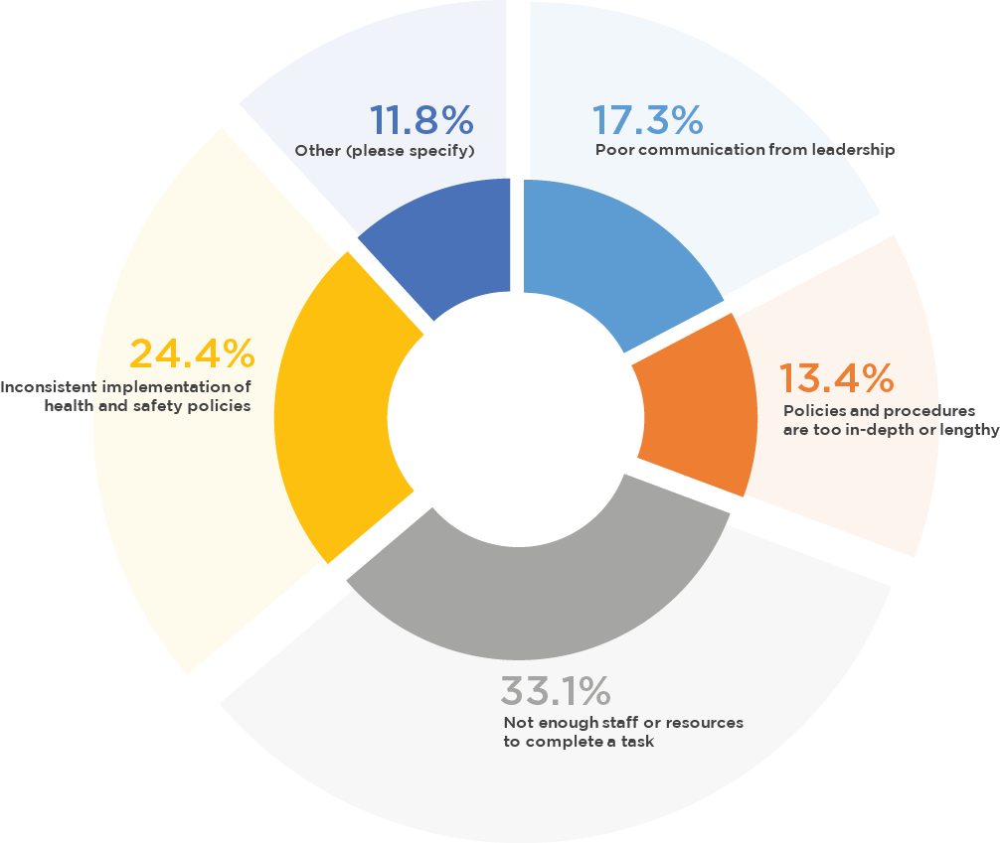 11.8%
Other (please specify)
17.3%
Poor communication from leadership
24.4%
Inconsistent implementation of
health and safety policies
13.4%
Policies and procedures
are too in-depth or lengthy
33.1%
Not enough staff or resources
to complete a task